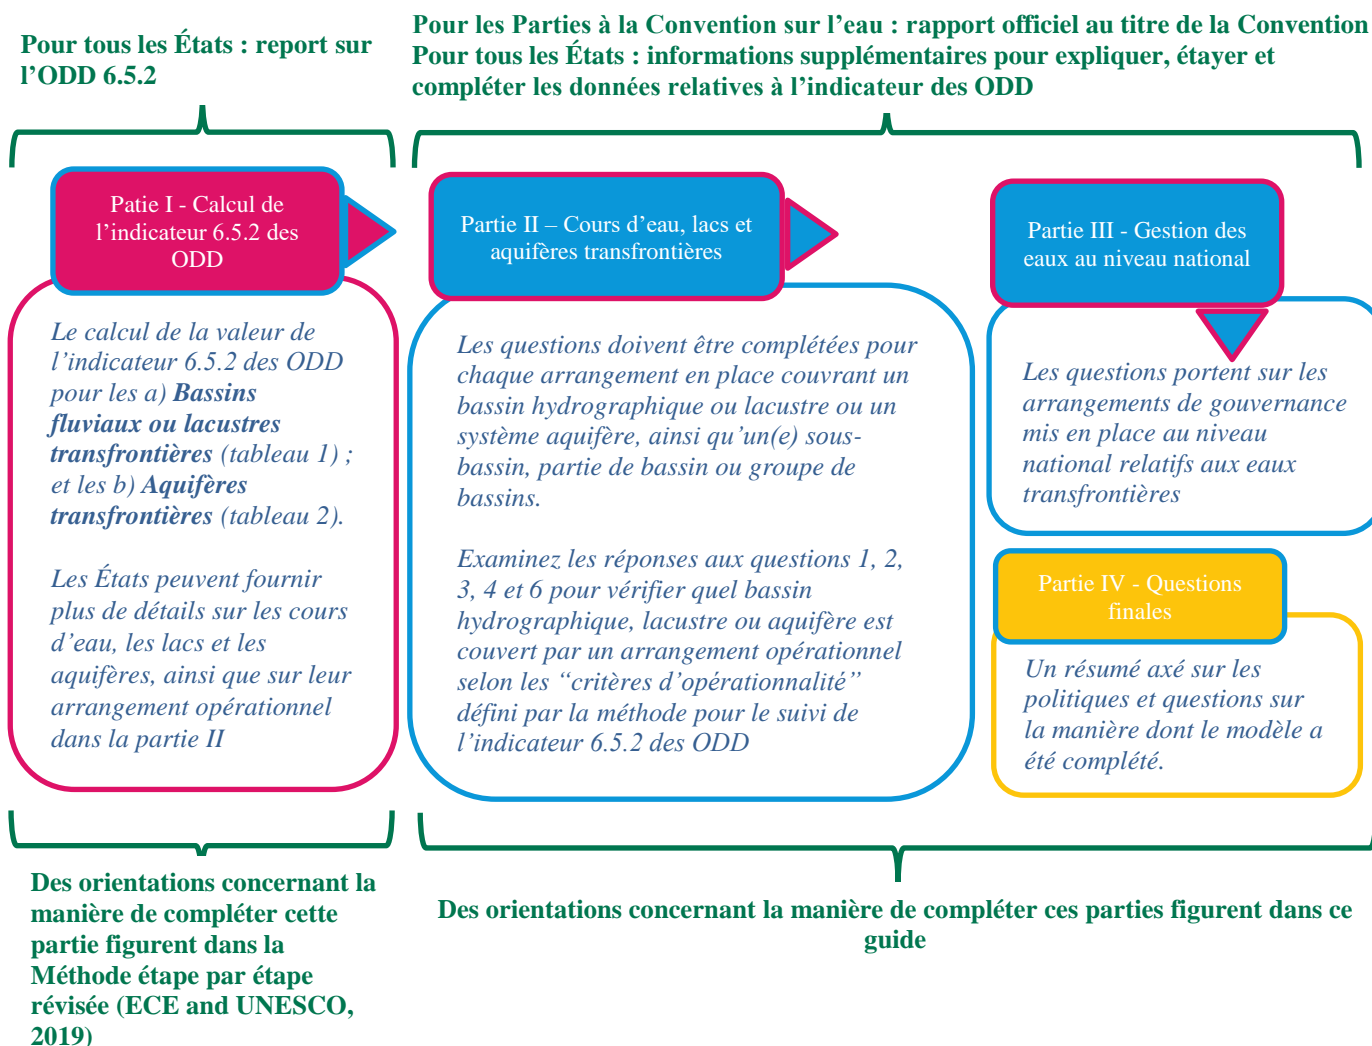 Pour tous les États : report sur
l’ODD 6.5.2
Pour les Parties à la Convention sur l’eau : rapport officiel au titre de la Convention
Pour tous les États : informations supplémentaires pour expliquer, étayer et
compléter les données relatives à l’indicateur des ODD
Patie I - Calcul de
l’indicateur 6.5.2 des
ODD
Le calcul de la valeur de
l’indicateur 6.5.2 des ODD
pour les a) Bassins
fluviaux ou lacustres
transfrontières (tableau 1) ;
et les b) Aquifères
transfrontières (tableau 2).
Les États peuvent fournir
plus de détails sur les cours
d’eau, les lacs et les
aquifères, ainsi que sur leur
arrangement opérationnel
dans la partie II
Partie II – Cours d’eau, lacs et
aquifères transfrontières
Les questions doivent être complétées pour
chaque arrangement en place couvrant un
bassin hydrographique ou lacustre ou un
système aquifère, ainsi qu’un(e) sous-
bassin, partie de bassin ou groupe de
bassins.
Examinez les réponses aux questions 1, 2,
3, 4 et 6 pour vérifier quel bassin
hydrographique, lacustre ou aquifère est
couvert par un arrangement opérationnel
selon les “critères d’opérationnalité”
défini par la méthode pour le suivi de
l’indicateur 6.5.2 des ODD
Partie III - Gestion des
eaux au niveau national
Les questions portent sur les
arrangements de gouvernance
mis en place au niveau
national relatifs aux eaux
transfrontières
Partie IV - Questions
finales
Un résumé axé sur les
politiques et questions sur
la manière dont le modèle a
été complété.
Des orientations concernant la
manière de compléter cette
partie figurent dans la
Méthode étape par étape
révisée (ECE and UNESCO,
2019)
Des orientations concernant la manière de compléter ces parties figurent dans ce
guide